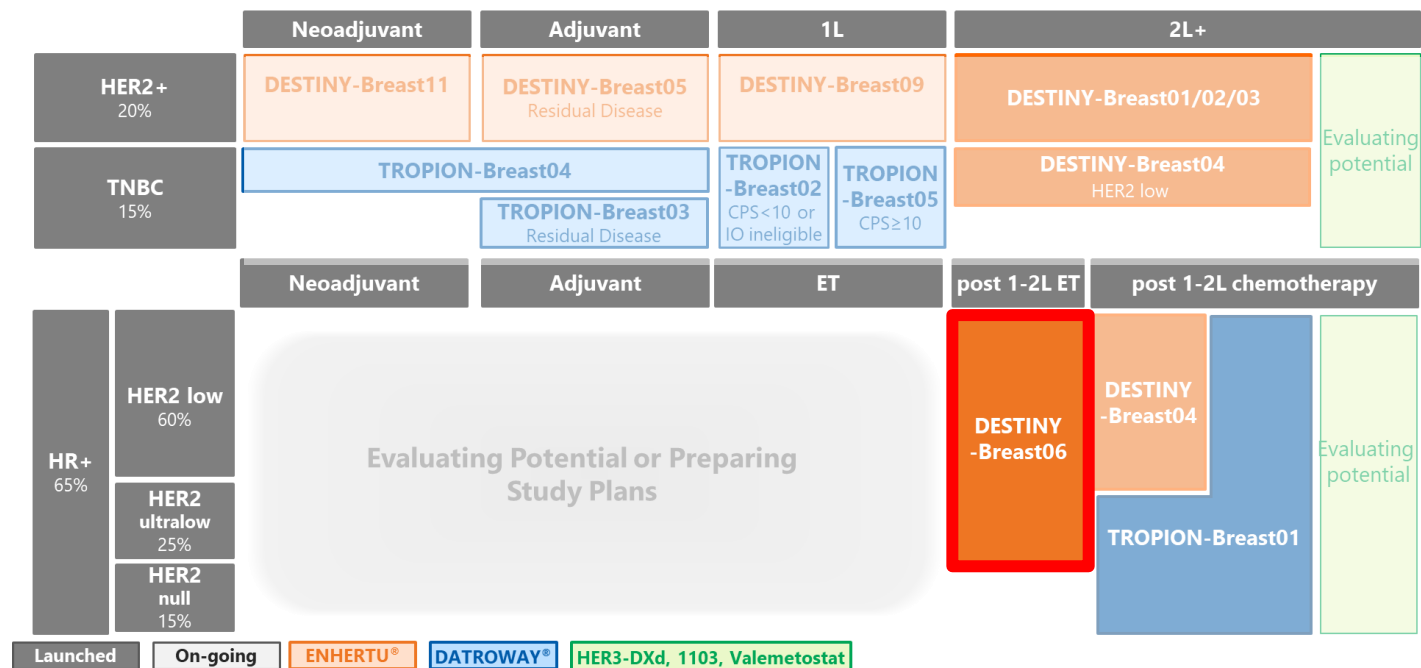 Neoadjuvant
Adjuvant
1L
2L+
HER2+
20%
DESTINY-Breast11
DESTINY-Breast05
Residual Disease
DESTINY-Breast09
DESTINY-Breast01/02/03
Evaluating
potential
TNBC
15%
TROPION-Breast04
TROPION-Breast03
Residual Disease
TROPION
-Breast02
CPS<10 or
IO ineligible
TROPION
-Breast05
CPS≥10
DESTINY-Breast04
HER2 low
Neoadjuvant
Adjuvant
ET
post 1-2L ET
post 1-2L chemotherapy
HR+
65%
HER2 low
60%
HER2
ultralow
25%
HER2
null
15%
Evaluating Potential or Preparing
Study Plans
DESTINY
-Breast06
DESTINY
-Breast04
TROPION-Breast01
Evaluating
potential
Launched
On-going
ENHERTU®
DATROWAY®
HER3-DXd, 1103, Valemetostat